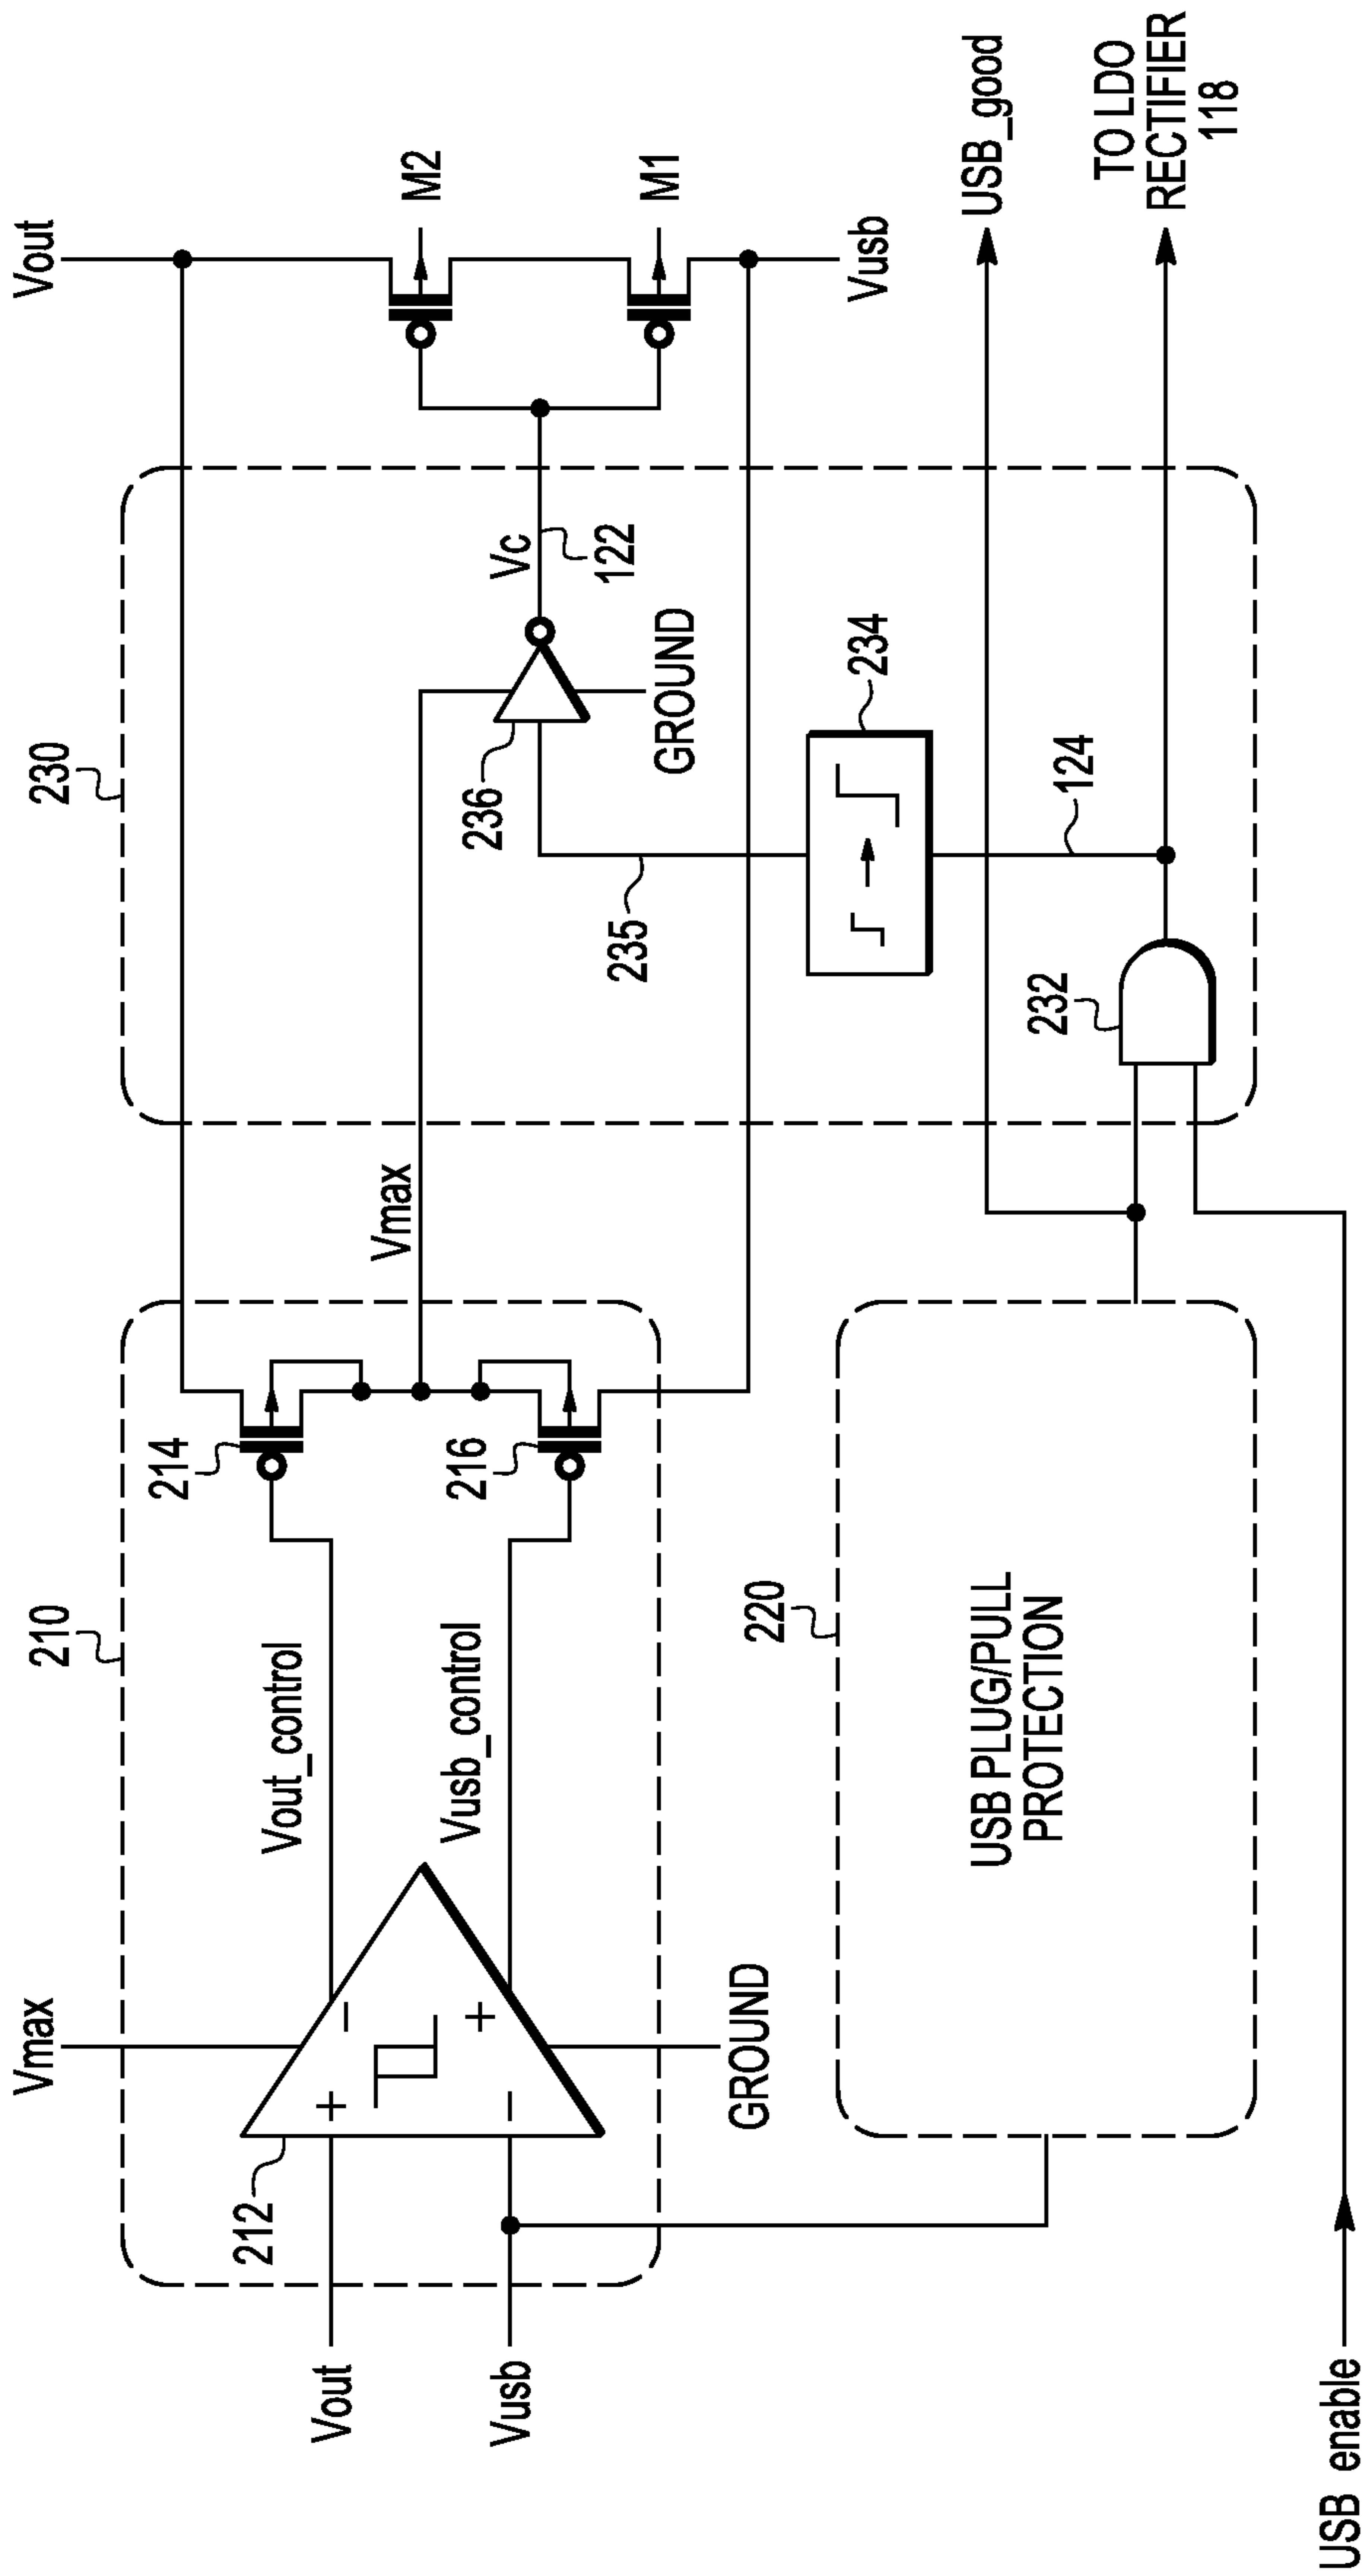 Vout
Vusb
USB enable
212
Vmax
GROUND
210
Vout_control
Vusb_control
220
USB PLUG/PULL
PROTECTION
214
216
Vmax
230
232
235
236
234
124
GROUND
Vc
122
Vout
M2
M1
Vusb
USB_good
TO LDO
RECTIFIER
118